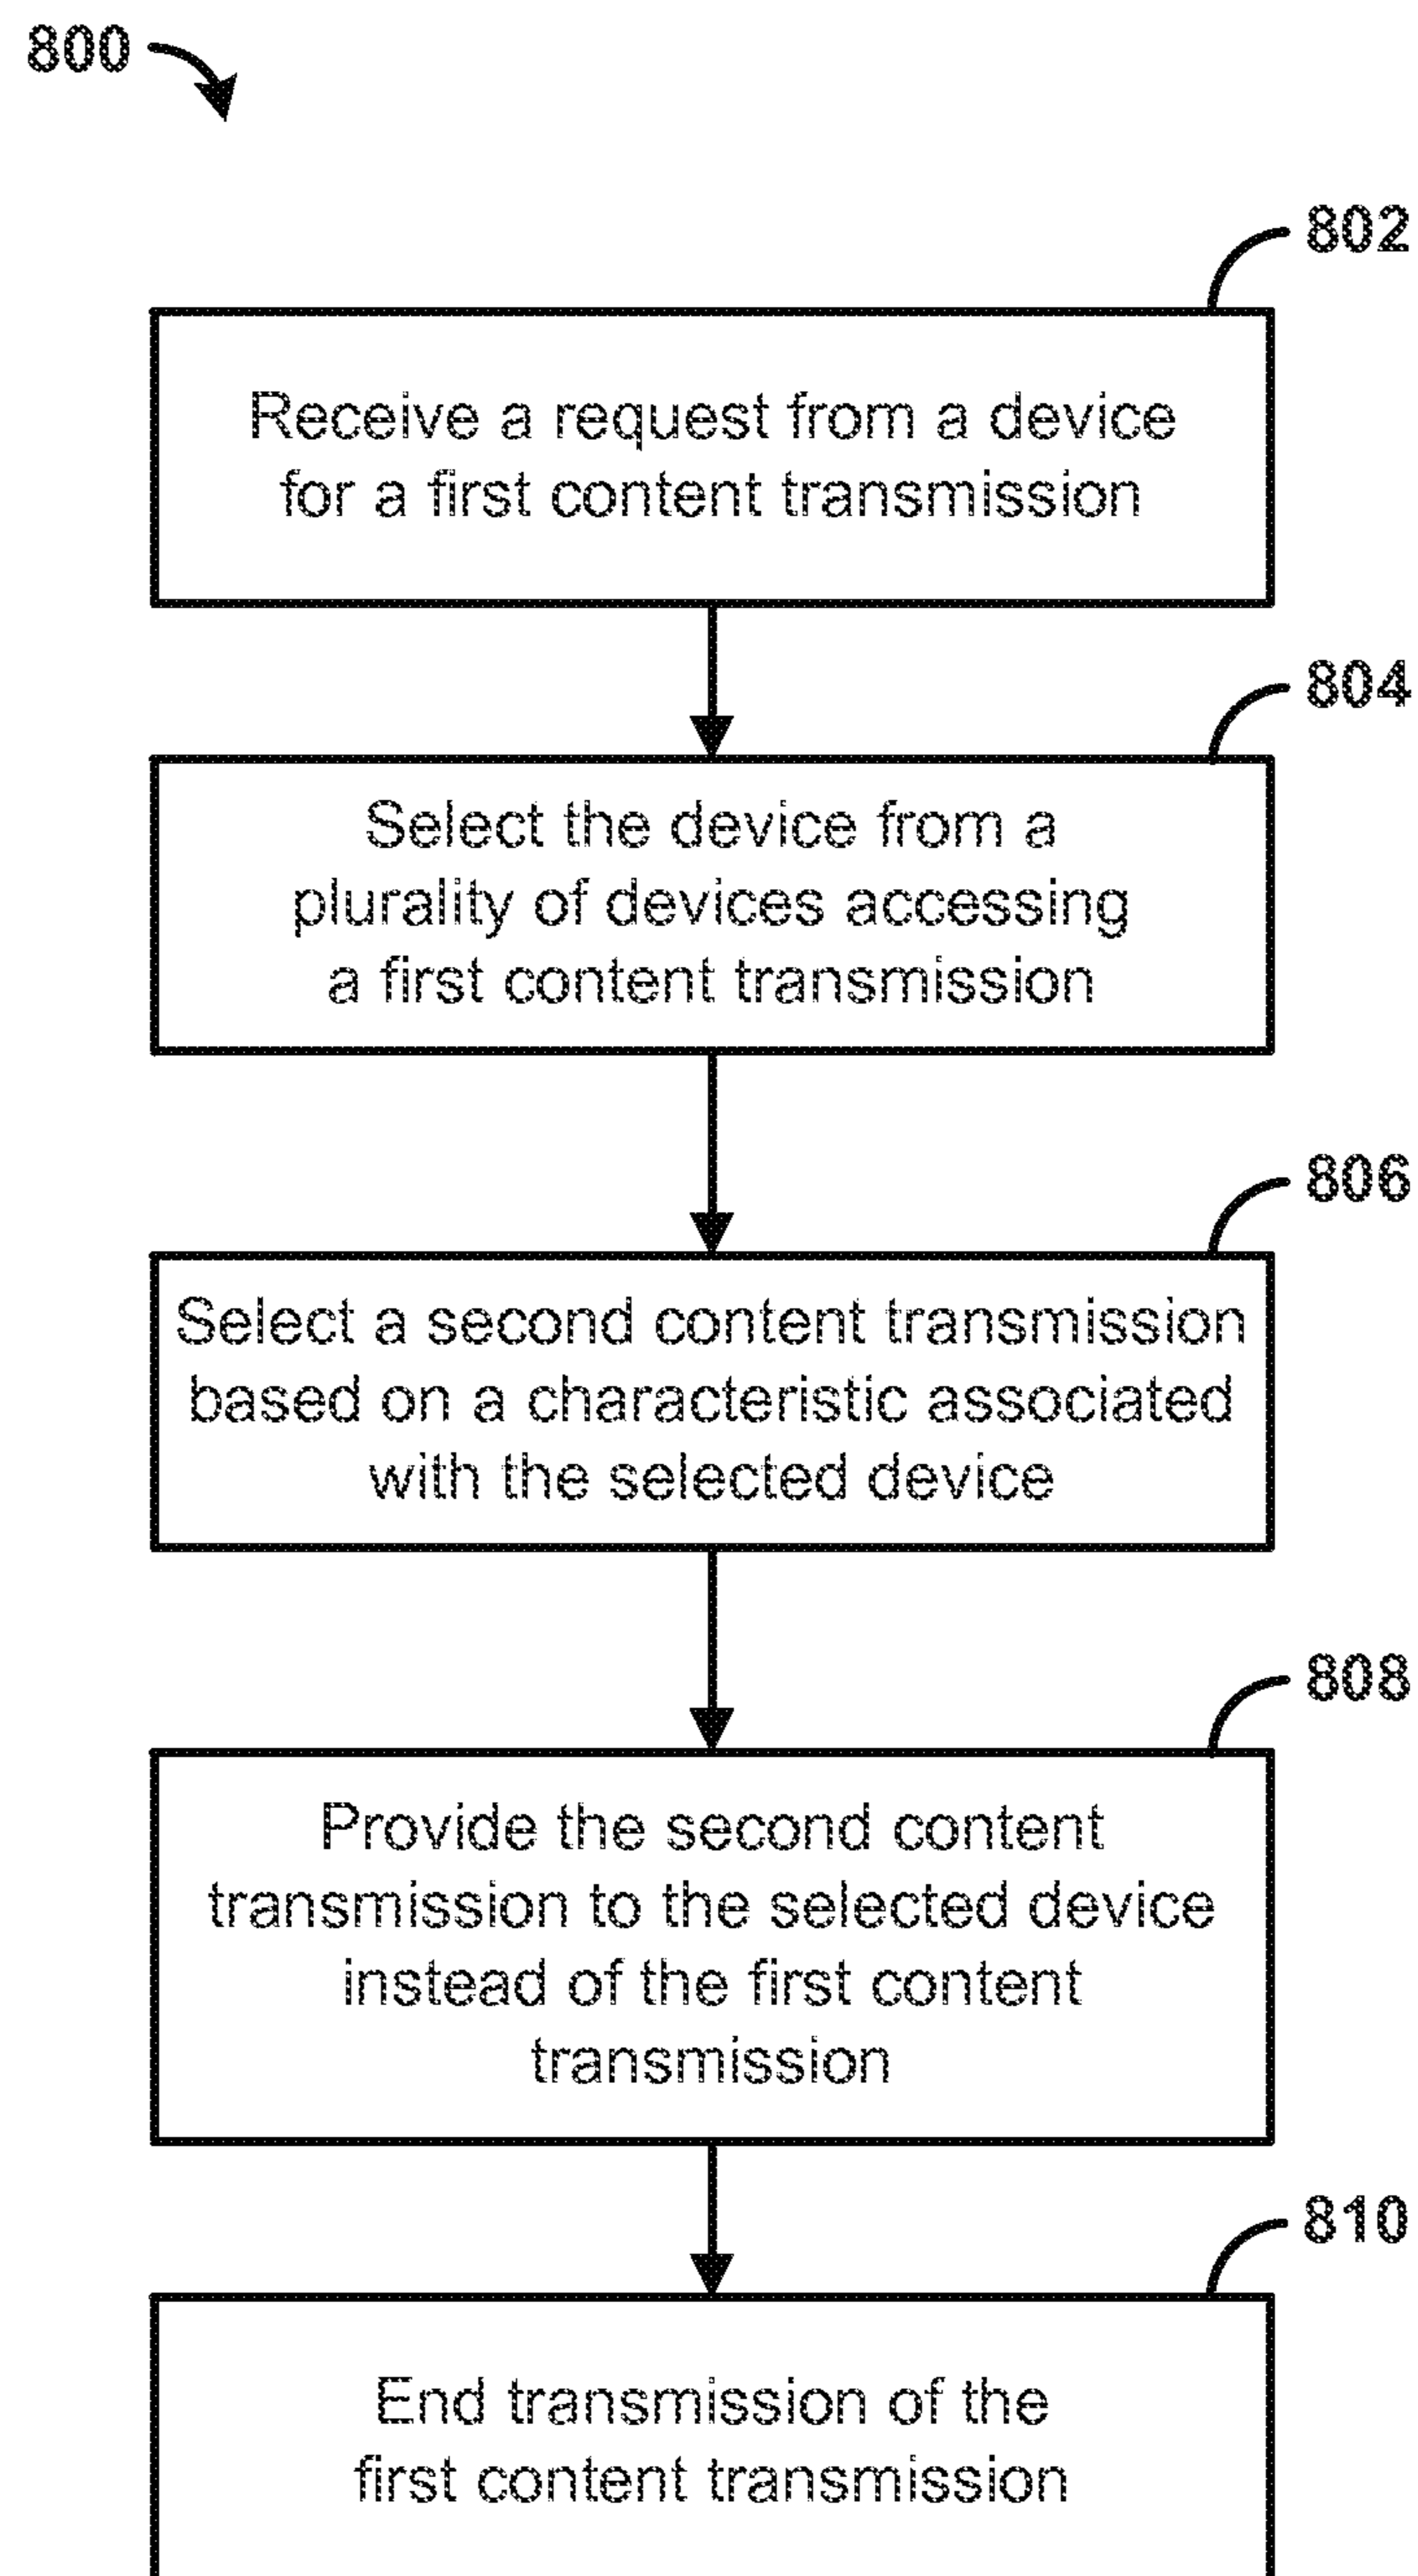 800
802
Receive a request from a device
for a first content transmission
804
Select the device from a
plurality of devices accessing
a first content transmission
806
Select a second content transmission
based on a characteristic associated
with the selected device
808
Provide the second content
transmission to the selected device
instead of the first content
transmission
810
End transmission of the
first content transmission